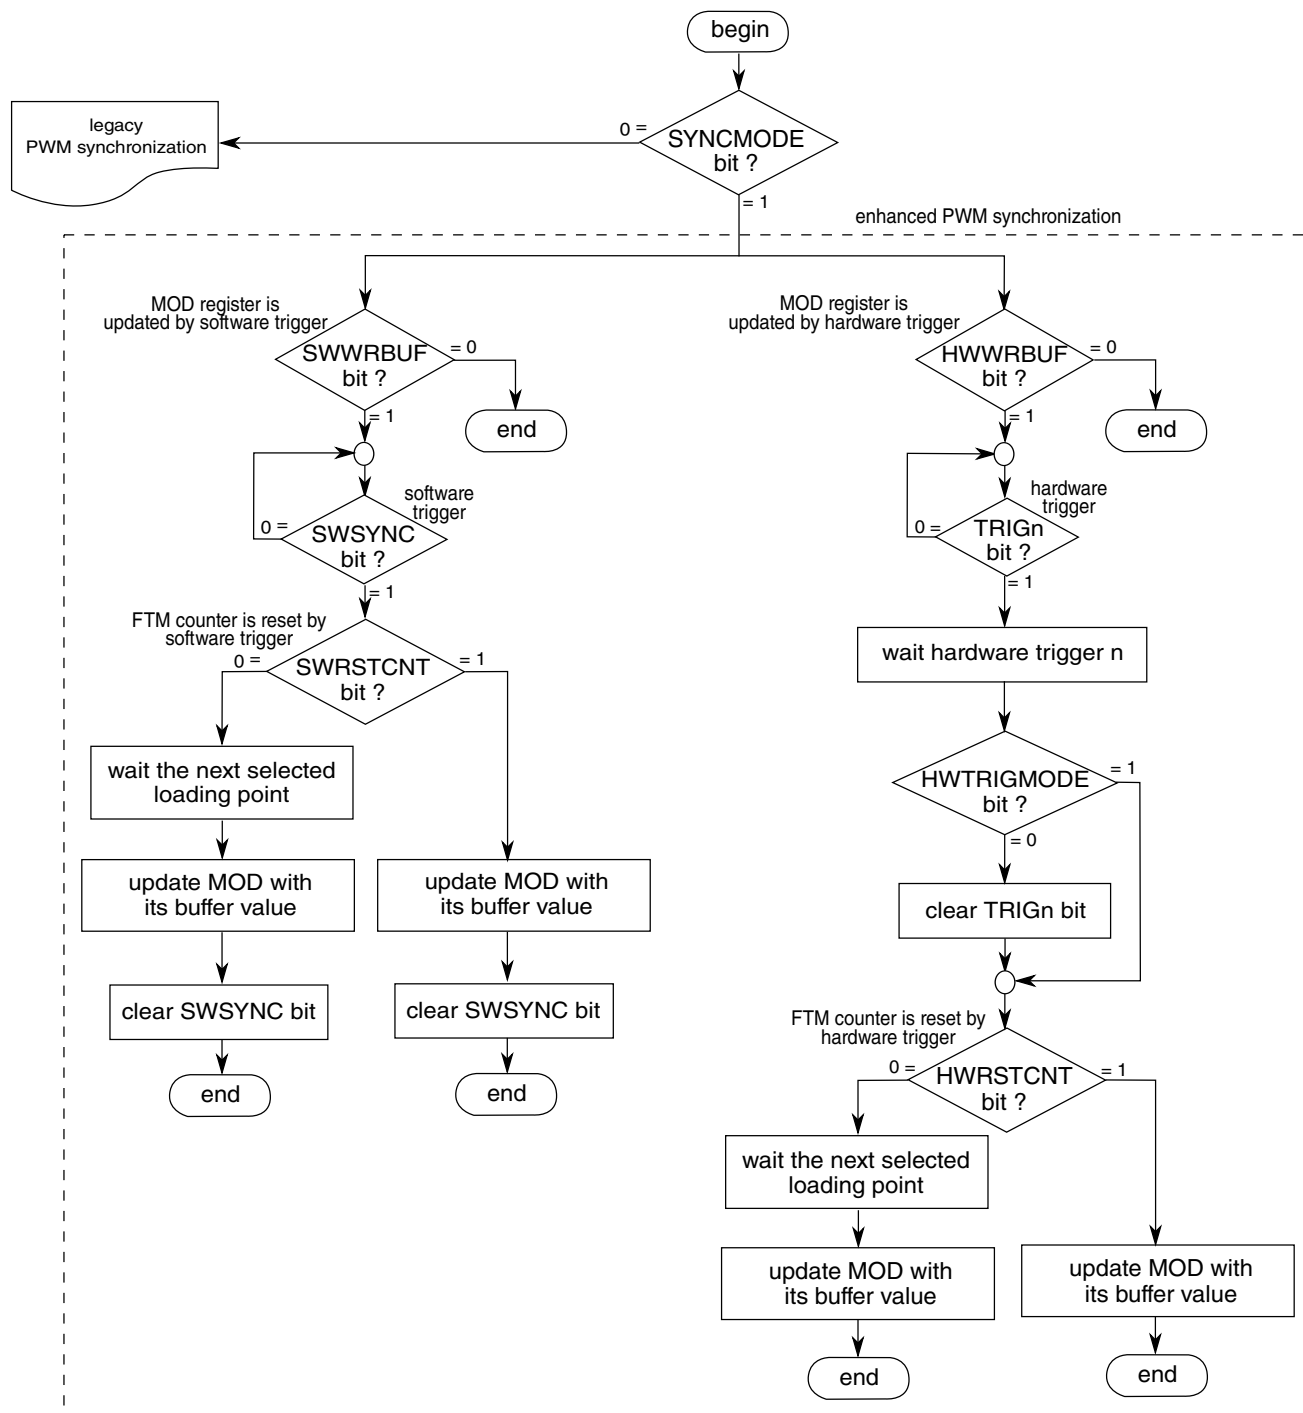 begin
legacy
PWM synchronization
0 =
SYNCMODE
bit ?
= 1
enhanced PWM synchronization
MOD register is
updated by software trigger
SWWRBUF
bit ?
= 0
= 1
end
software
trigger
0 =
SWSYNC
bit ?
= 1
FTM counter is reset by
software trigger
0 =
SWRSTCNT
bit ?
= 1
wait the next selected
loading point
update MOD with
its buffer value
update MOD with
its buffer value
clear SWSYNC bit
clear SWSYNC bit
end
end
MOD register is
updated by hardware trigger
HWWRBUF
bit ?
= 0
= 1
end
hardware
trigger
0 =
TRIGn
bit ?
= 1
wait hardware trigger n
HWTRIGMODE
bit ?
= 1
= 0
clear TRIGn bit
FTM counter is reset by
hardware trigger
0 =
HWRSTCNT
bit ?
= 1
wait the next selected
loading point
update MOD with
its buffer value
update MOD with
its buffer value
end
end